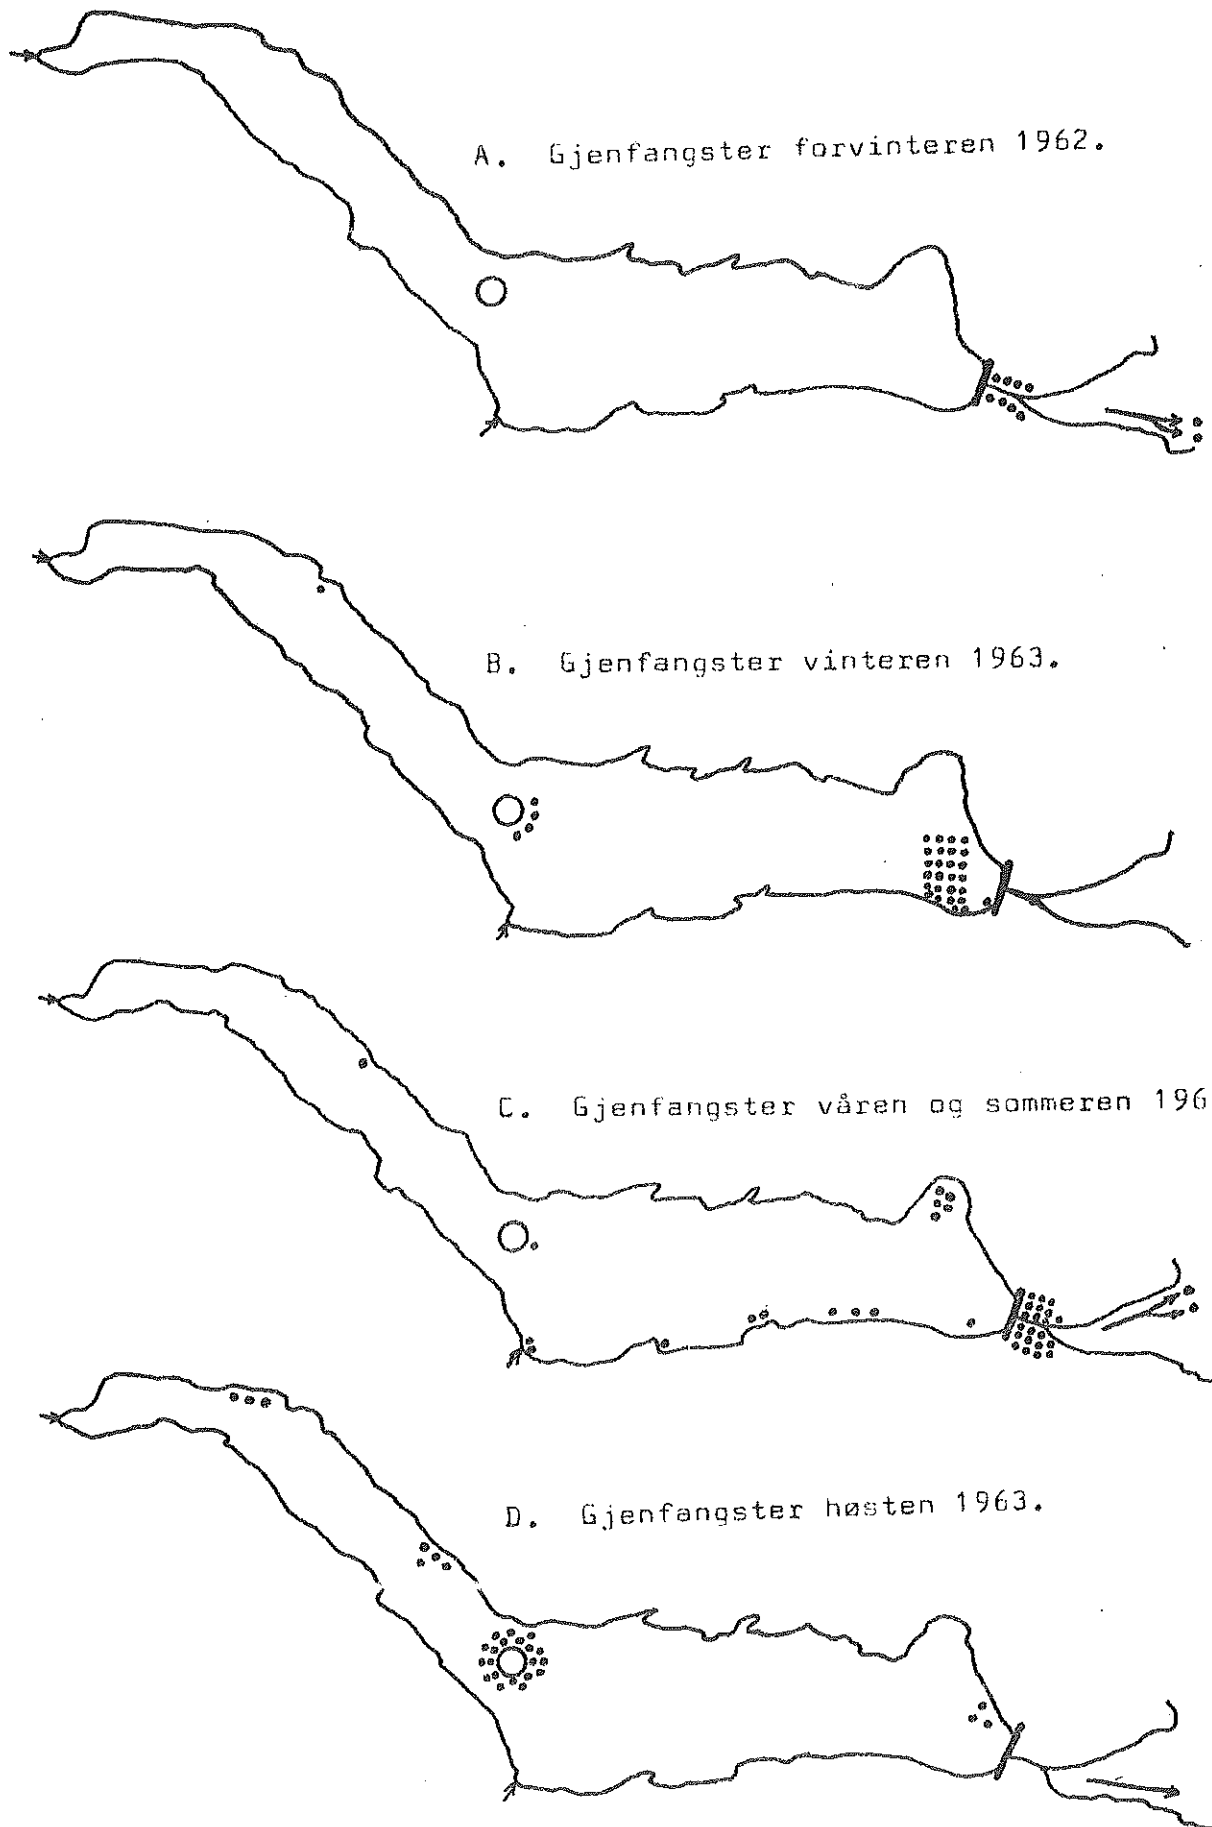 A. Gjenfangster forvinteren 1962.
B. Gjenfangster vinteren 1963.
C. Gjenfangster våren og sommeren 196
D. Gjenfangster høsten 1963.